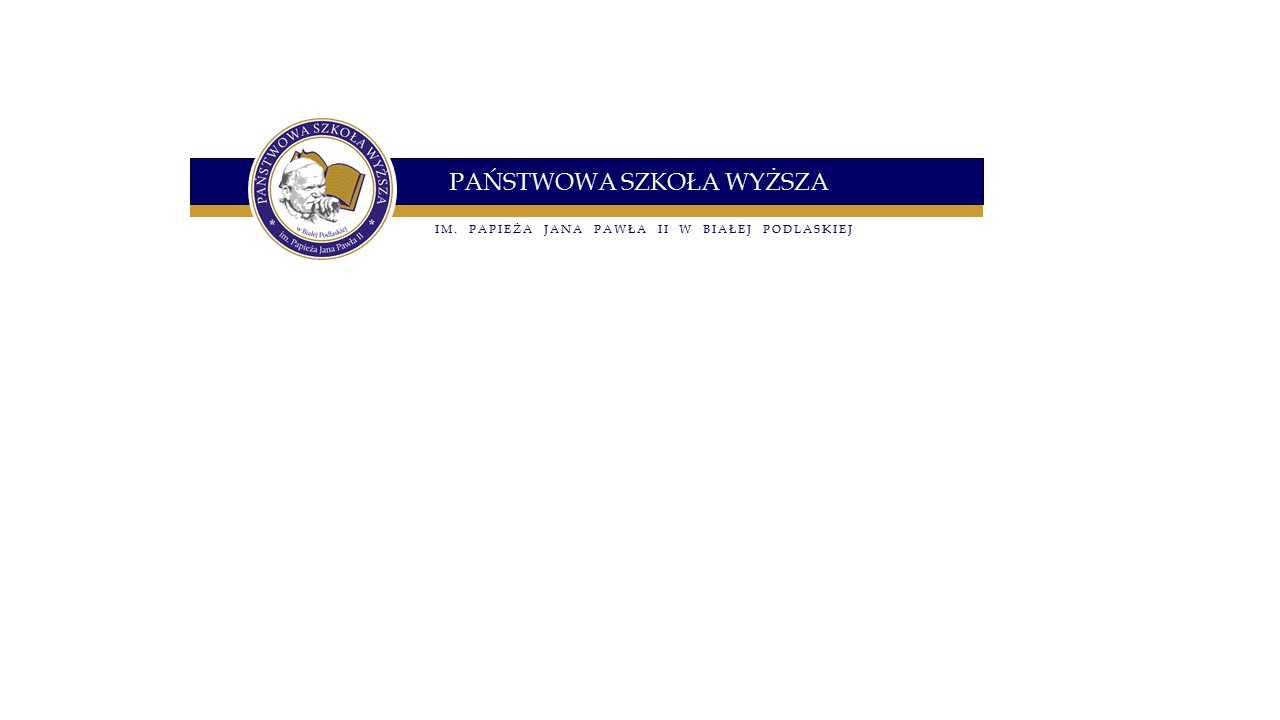 PAŃSTWOWA SZKOŁA WYŻSZA
w Białej Podlaskiej
im. Papieża Jana Pawła II
PAŃSTWOWA SZKOŁA WYŻSZA
IM. PAPIEŻA JANA PAWŁA II W BIAŁEJ PODLASKIEJ